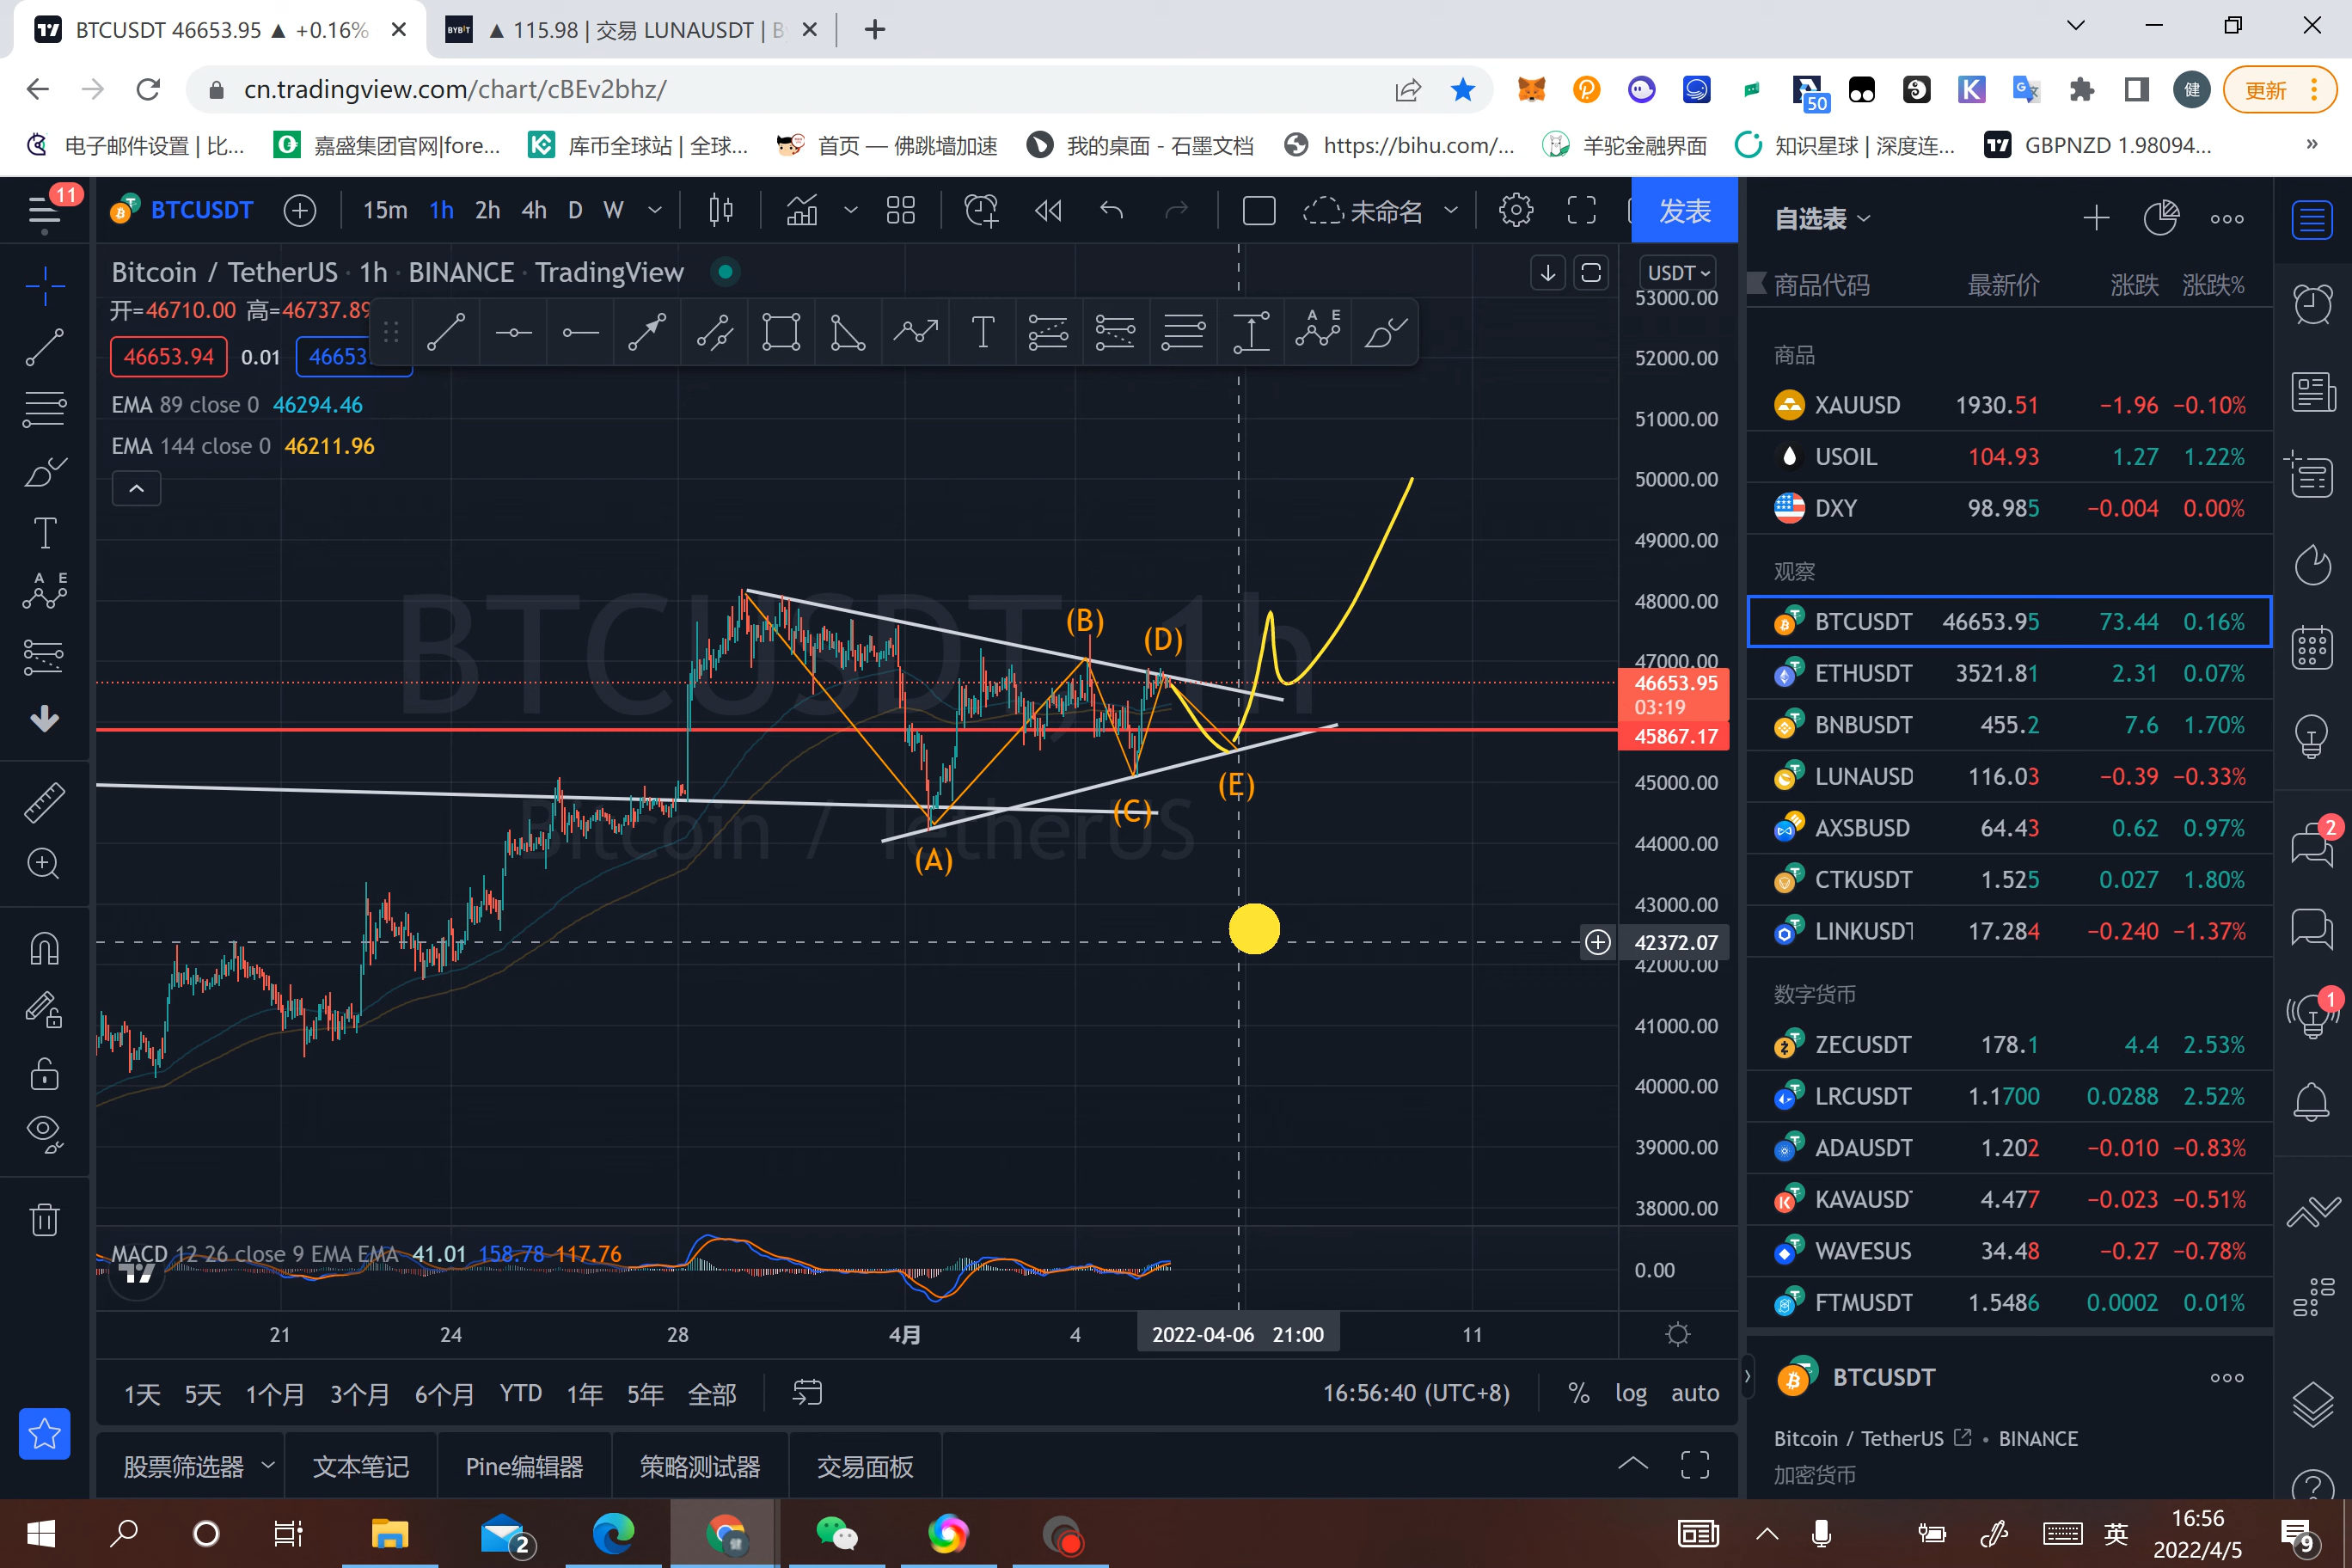 BTCUSDT 46653.95 ▲ +0.16%
▲ 115.98 | 交易 LUNAUSDT | B
cn.tradingview.com/chart/cBEv2bhz/
50
健
更新
电子邮件设置 | 比...
嘉盛集团官网|fore...
库币全球站 | 全球...
首页 — 佛跳墙加速
我的桌面 - 石墨文档
https://bihu.com/...
羊驼金融界面
知识星球 | 深度连...
GBPNZD 1.98094...
»
11
BTCUSDT
15m 1h 2h 4h D W
未命名
发表
Bitcoin / TetherUS · 1h · BINANCE · TradingView
开=46710.00 高=46737.89
46653.94 0.01 46653.
EMA 89 close 0 46294.46
EMA 144 close 0 46211.96
BTCUSDT, 1h
Bitcoin / TetherUS
(A)
(B)
(C)
(D)
(E)
USDT
53000.00
52000.00
51000.00
50000.00
49000.00
48000.00
47000.00
46653.95
03:19
45867.17
45000.00
44000.00
43000.00
42372.07
42000.00
41000.00
40000.00
39000.00
38000.00
MACD 12 26 close 9 EMA EMA 41.01 158.78 117.76
0.00
21 24 28 4月 4 2022-04-06 21:00 11
1天 5天 1个月 3个月 6个月 YTD 1年 5年 全部
16:56:40 (UTC+8) % log auto
股票筛选器 文本笔记 Pine编辑器 策略测试器 交易面板
自选表
商品代码 最新价 涨跌 涨跌%
商品
XAUUSD 1930.51 −1.96 −0.10%
USOIL 104.93 1.27 1.22%
DXY 98.985 −0.004 0.00%
观察
BTCUSDT 46653.95 73.44 0.16%
ETHUSDT 3521.81 2.31 0.07%
BNBUSDT 455.2 7.6 1.70%
LUNAUSD 116.03 −0.39 −0.33%
AXSBUSD 64.43 0.62 0.97%
CTKUSDT 1.525 0.027 1.80%
LINKUSDT 17.284 −0.240 −1.37%
数字货币
ZECUSDT 178.1 4.4 2.53%
LRCUSDT 1.1700 0.0288 2.52%
ADAUSDT 1.202 −0.010 −0.83%
KAVAUSD 4.477 −0.023 −0.51%
WAVESUS 34.48 −0.27 −0.78%
FTMUSDT 1.5486 0.0002 0.01%
BTCUSDT
Bitcoin / TetherUS • BINANCE
加密货币
2
1
2
英
16:56
2022/4/5
9